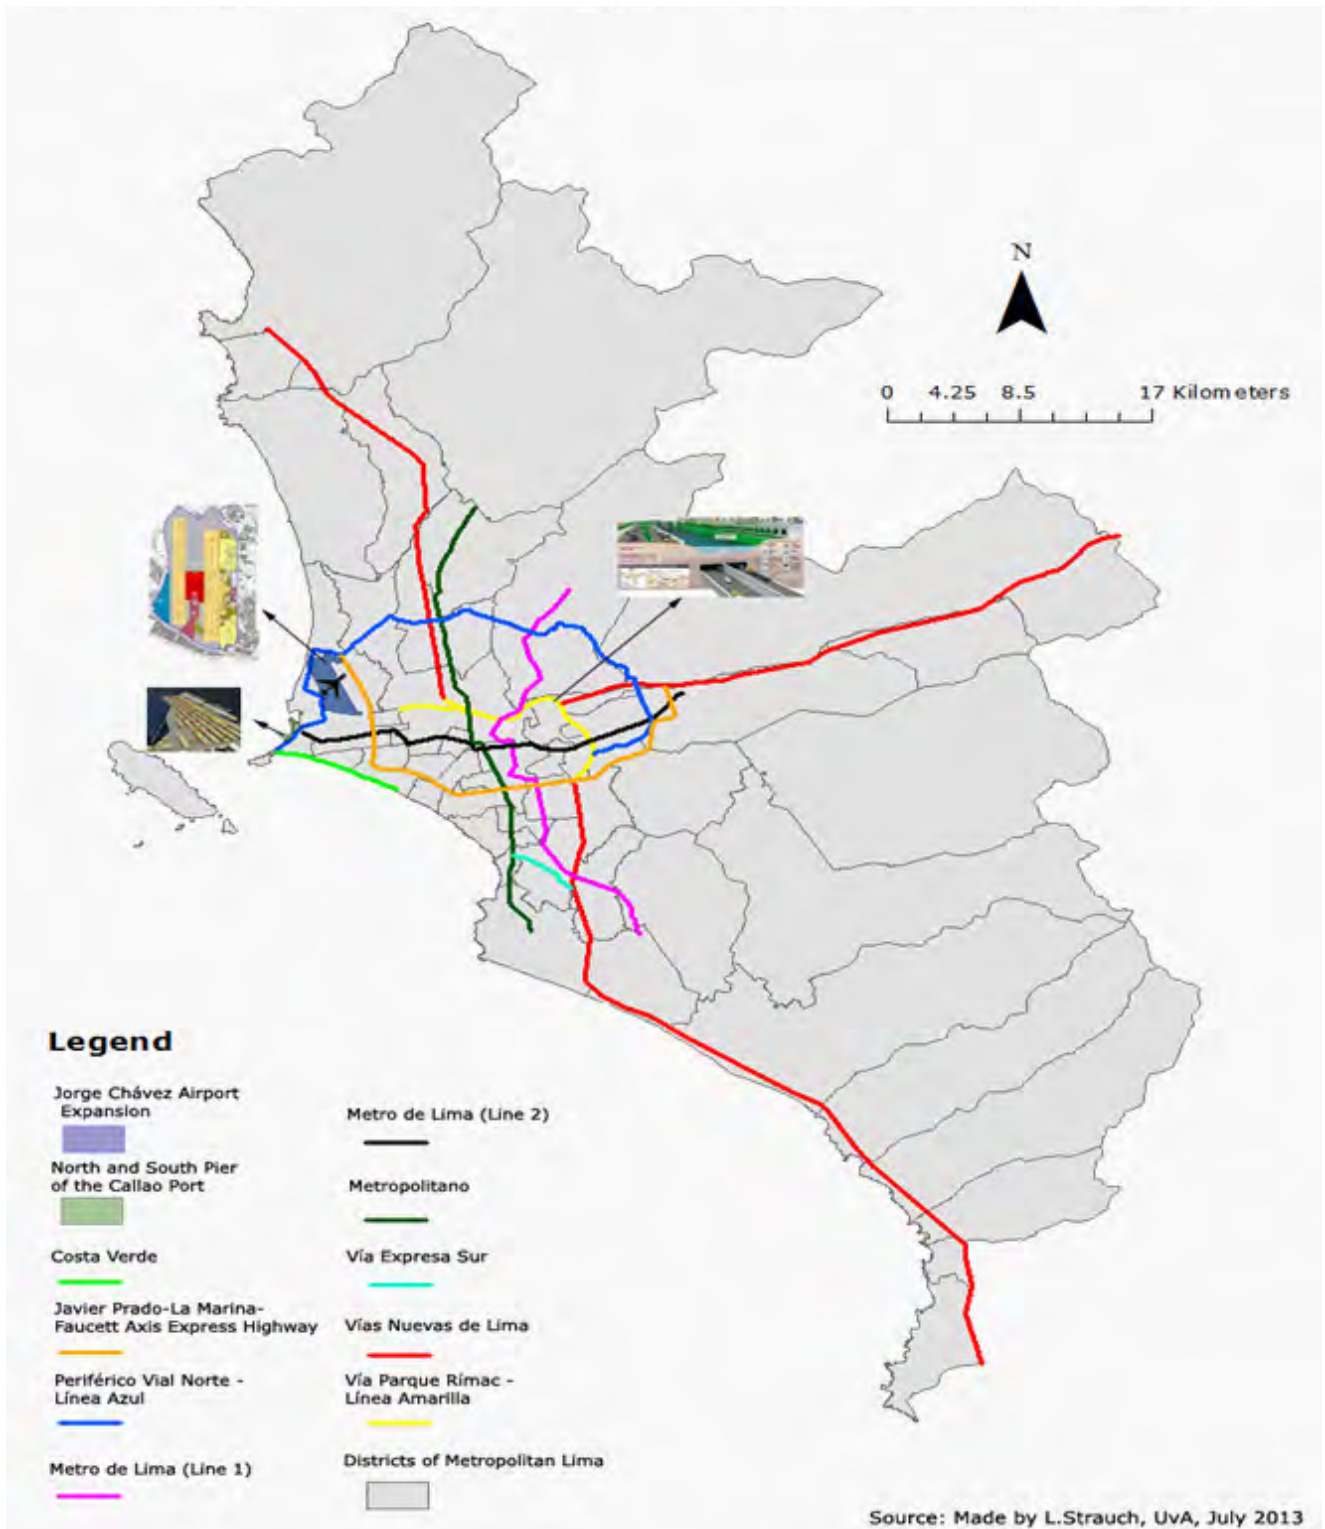 N
0 4.25 8.5 17 Kilometers
Legend
Jorge Chávez Airport
Expansion
North and South Pier
of the Callao Port
Costa Verde
Javier Prado-La Marina-
Faucett Axis Express Highway
Periférico Vial Norte -
Línea Azul
Metro de Lima (Line 1)
Metro de Lima (Line 2)
Metropolitano
Vía Expresa Sur
Vías Nuevas de Lima
Vía Parque Rímac -
Línea Amarilla
Districts of Metropolitan Lima
Source: Made by L.Strauch, UvA, July 2013